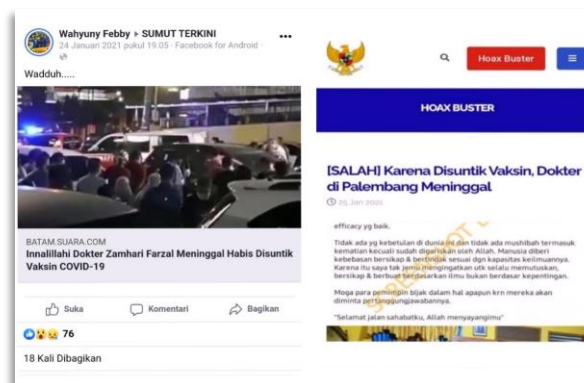 Wahyuny Febby ▸ SUMUT TERKINI
24 Januari 2021 pukul 19.05 · Facebook for Android ·
Wadduh.....
BATAM.SUARA.COM
Innalillahi Dokter Zamhari Farzal Meninggal Habis Disuntik
Vaksin COVID-19
Suka Komentari Bagikan
76
18 Kali Dibagikan
Hoax Buster
HOAX BUSTER
[SALAH] Karena Disuntik Vaksin, Dokter
di Palembang Meninggal
25 Jan 2021
efficacy yg baik.
Tidak ada yg kebetulan di dunia ini dan tidak ada mushibah termasuk
kematian kecuali sudah digariskan oleh Allah. Manusia diberi
kebebasan bersikap & bertindak sesuai dgn kapasitas keilmuannya.
Karena itu saya tak jemu mengingatkan utk selalu memutuskan,
bersikap & berbuat berdasarkan ilmu bukan berdasar kepentingan.
Moga para pemimpin bijak dalam hal apapun krn mereka akan
diminta pertanggungjawabannya.
"Selamat jalan sahabatku, Allah menyayangimu"